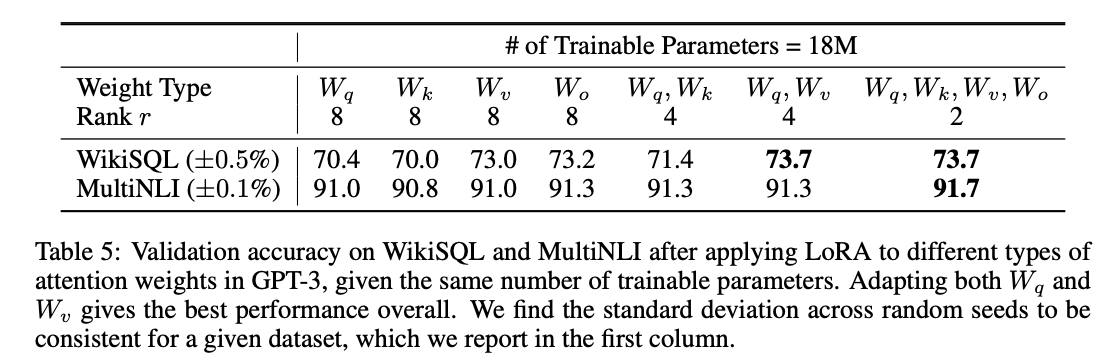 # of Trainable Parameters = 18M
Weight Type W_q W_k W_v W_o W_q, W_k W_q, W_v W_q, W_k, W_v, W_o
Rank r 8 8 8 8 4 4 2
WikiSQL (±0.5%) 70.4 70.0 73.0 73.2 71.4 73.7 73.7
MultiNLI (±0.1%) 91.0 90.8 91.0 91.3 91.3 91.3 91.7
Table 5: Validation accuracy on WikiSQL and MultiNLI after applying LoRA to different types of
attention weights in GPT-3, given the same number of trainable parameters. Adapting both W_q and
W_v gives the best performance overall. We find the standard deviation across random seeds to be
consistent for a given dataset, which we report in the first column.